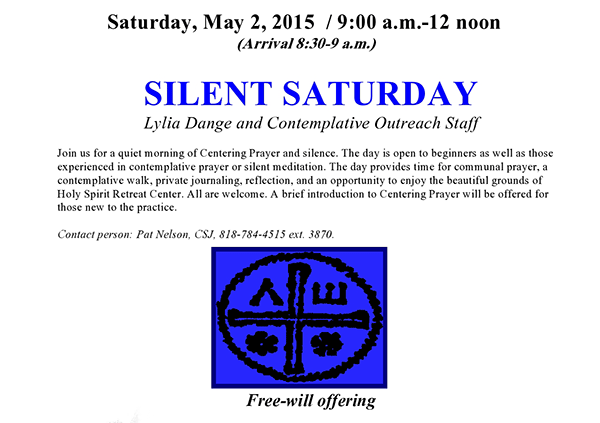 Saturday, May 2, 2015 / 9:00 a.m.-12 noon
(Arrival 8:30-9 a.m.)
SILENT SATURDAY
Lylia Dange and Contemplative Outreach Staff
Join us for a quiet morning of Centering Prayer and silence. The day is open to beginners as well as those
experienced in contemplative prayer or silent meditation. The day provides time for communal prayer, a
contemplative walk, private journaling, reflection, and an opportunity to enjoy the beautiful grounds of
Holy Spirit Retreat Center. All are welcome. A brief introduction to Centering Prayer will be offered for
those new to the practice.
Contact person: Pat Nelson, CSJ, 818-784-4515 ext. 3870.
Λ ω
Free-will offering